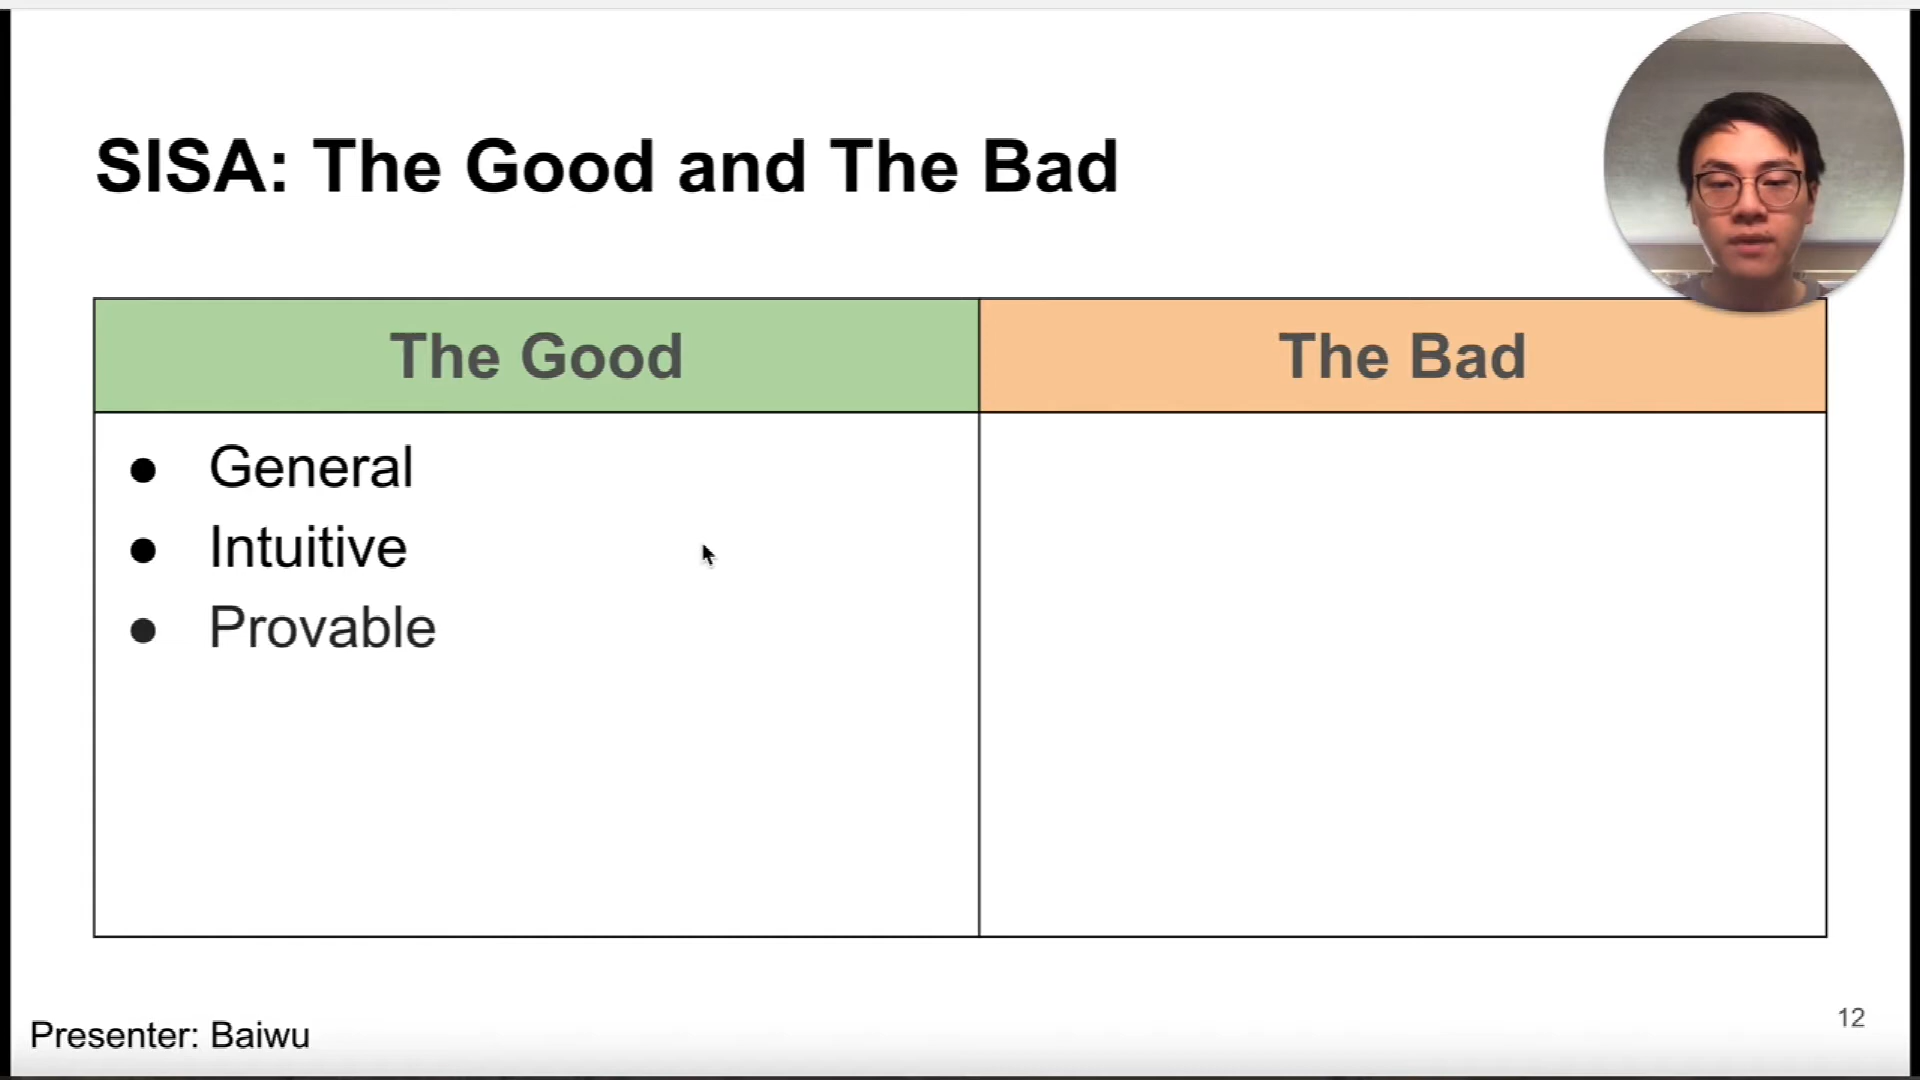 SISA: The Good and The Bad
The Good
The Bad
● General
● Intuitive
● Provable
Presenter: Baiwu
12